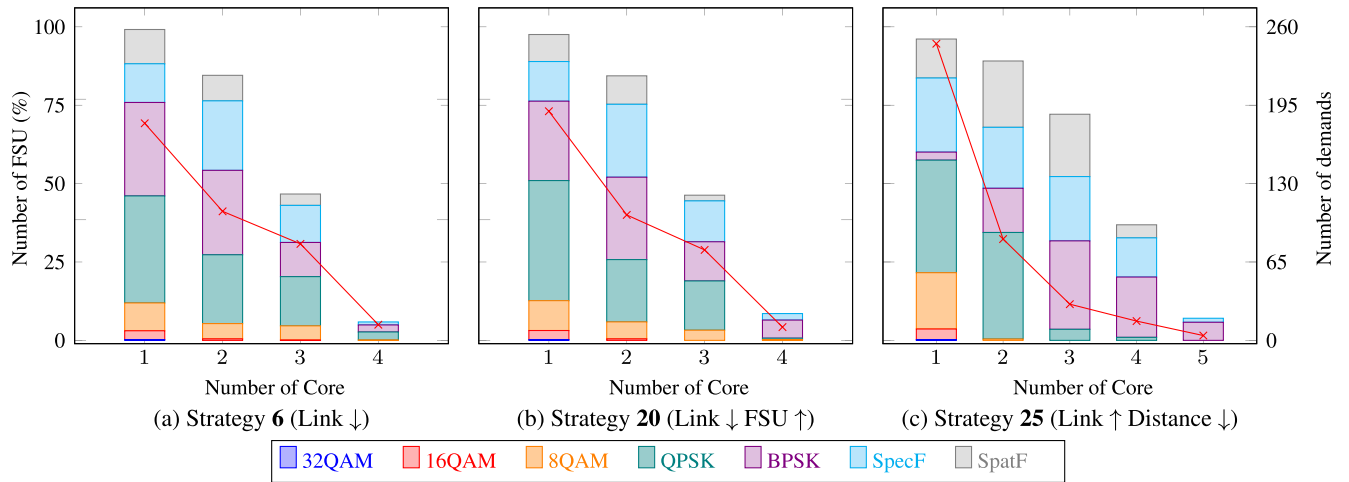 Number of FSU (%)
100
75
50
25
0
1 2 3 4
Number of Core
(a) Strategy 6 (Link ↓)
1 2 3 4
Number of Core
(b) Strategy 20 (Link ↓ FSU ↑)
260
195
130
65
0
Number of demands
1 2 3 4 5
Number of Core
(c) Strategy 25 (Link ↑ Distance ↓)
32QAM 16QAM 8QAM QPSK BPSK SpecF SpatF